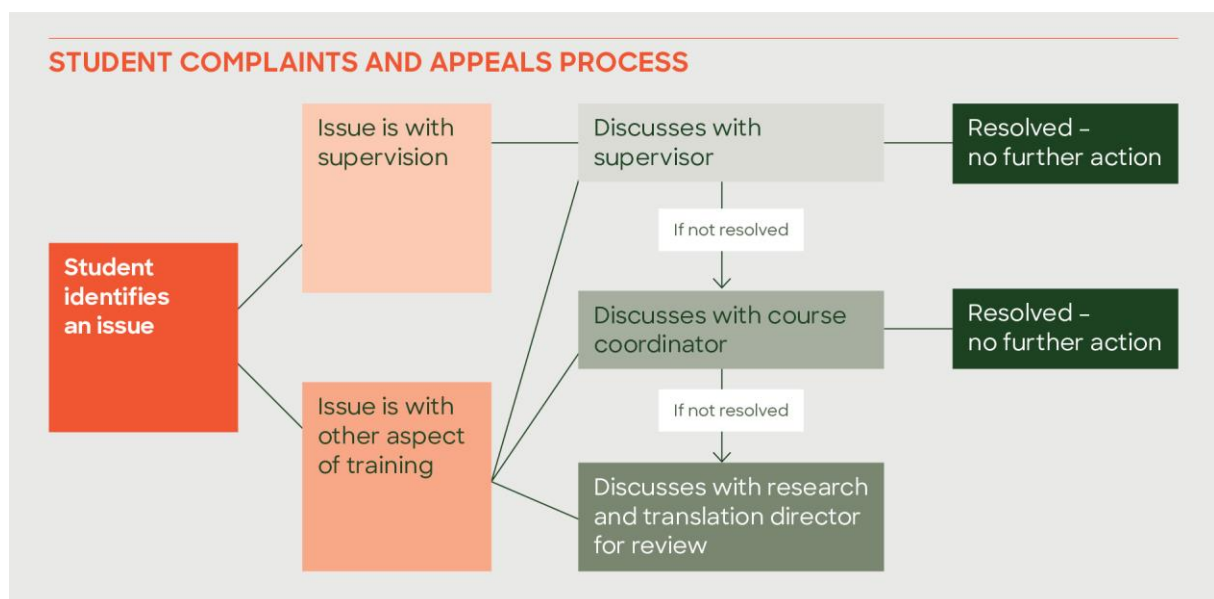 STUDENT COMPLAINTS AND APPEALS PROCESS
Student
identifies
an issue
Issue is with
supervision
Issue is with
other aspect
of training
Discusses with
supervisor
If not resolved
Discusses with course
coordinator
If not resolved
Discusses with research
and translation director
for review
Resolved –
no further action
Resolved –
no further action